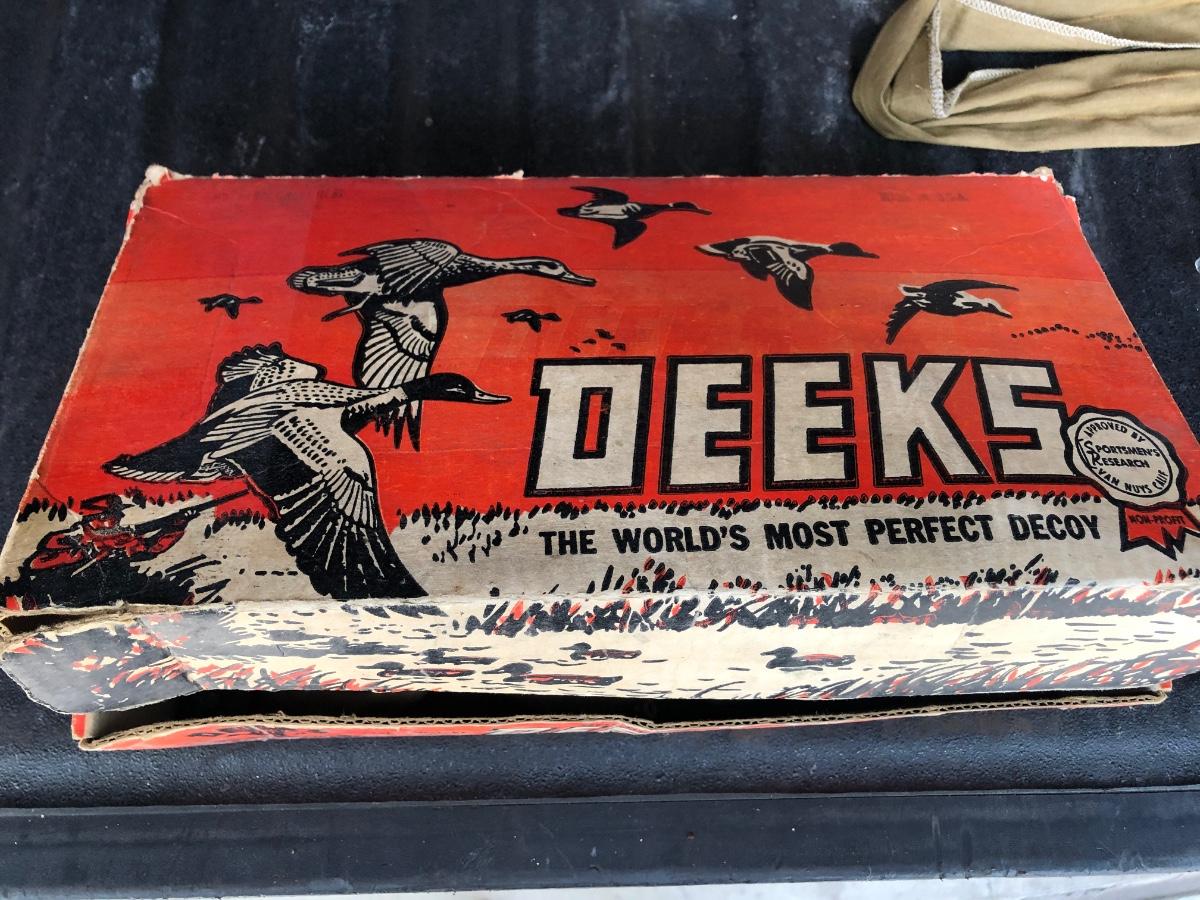 DEEKS
THE WORLD'S MOST PERFECT DECOY
APPROVED BY
SPORTSMEN'S
RESEARCH
VAN NUYS CALIF
NON-PROFIT